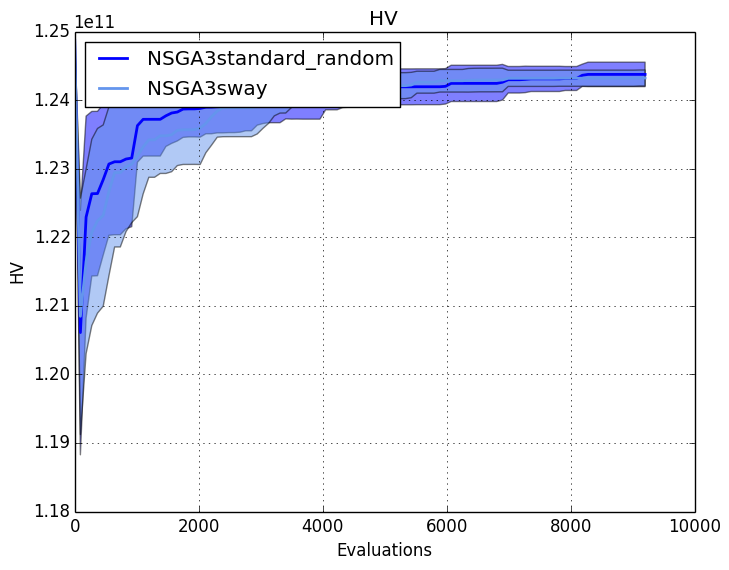 HV
1e11
NSGA3standard_random
NSGA3sway
1.25
1.24
1.23
1.22
1.21
1.20
1.19
1.18
HV
0 2000 4000 6000 8000 10000
Evaluations